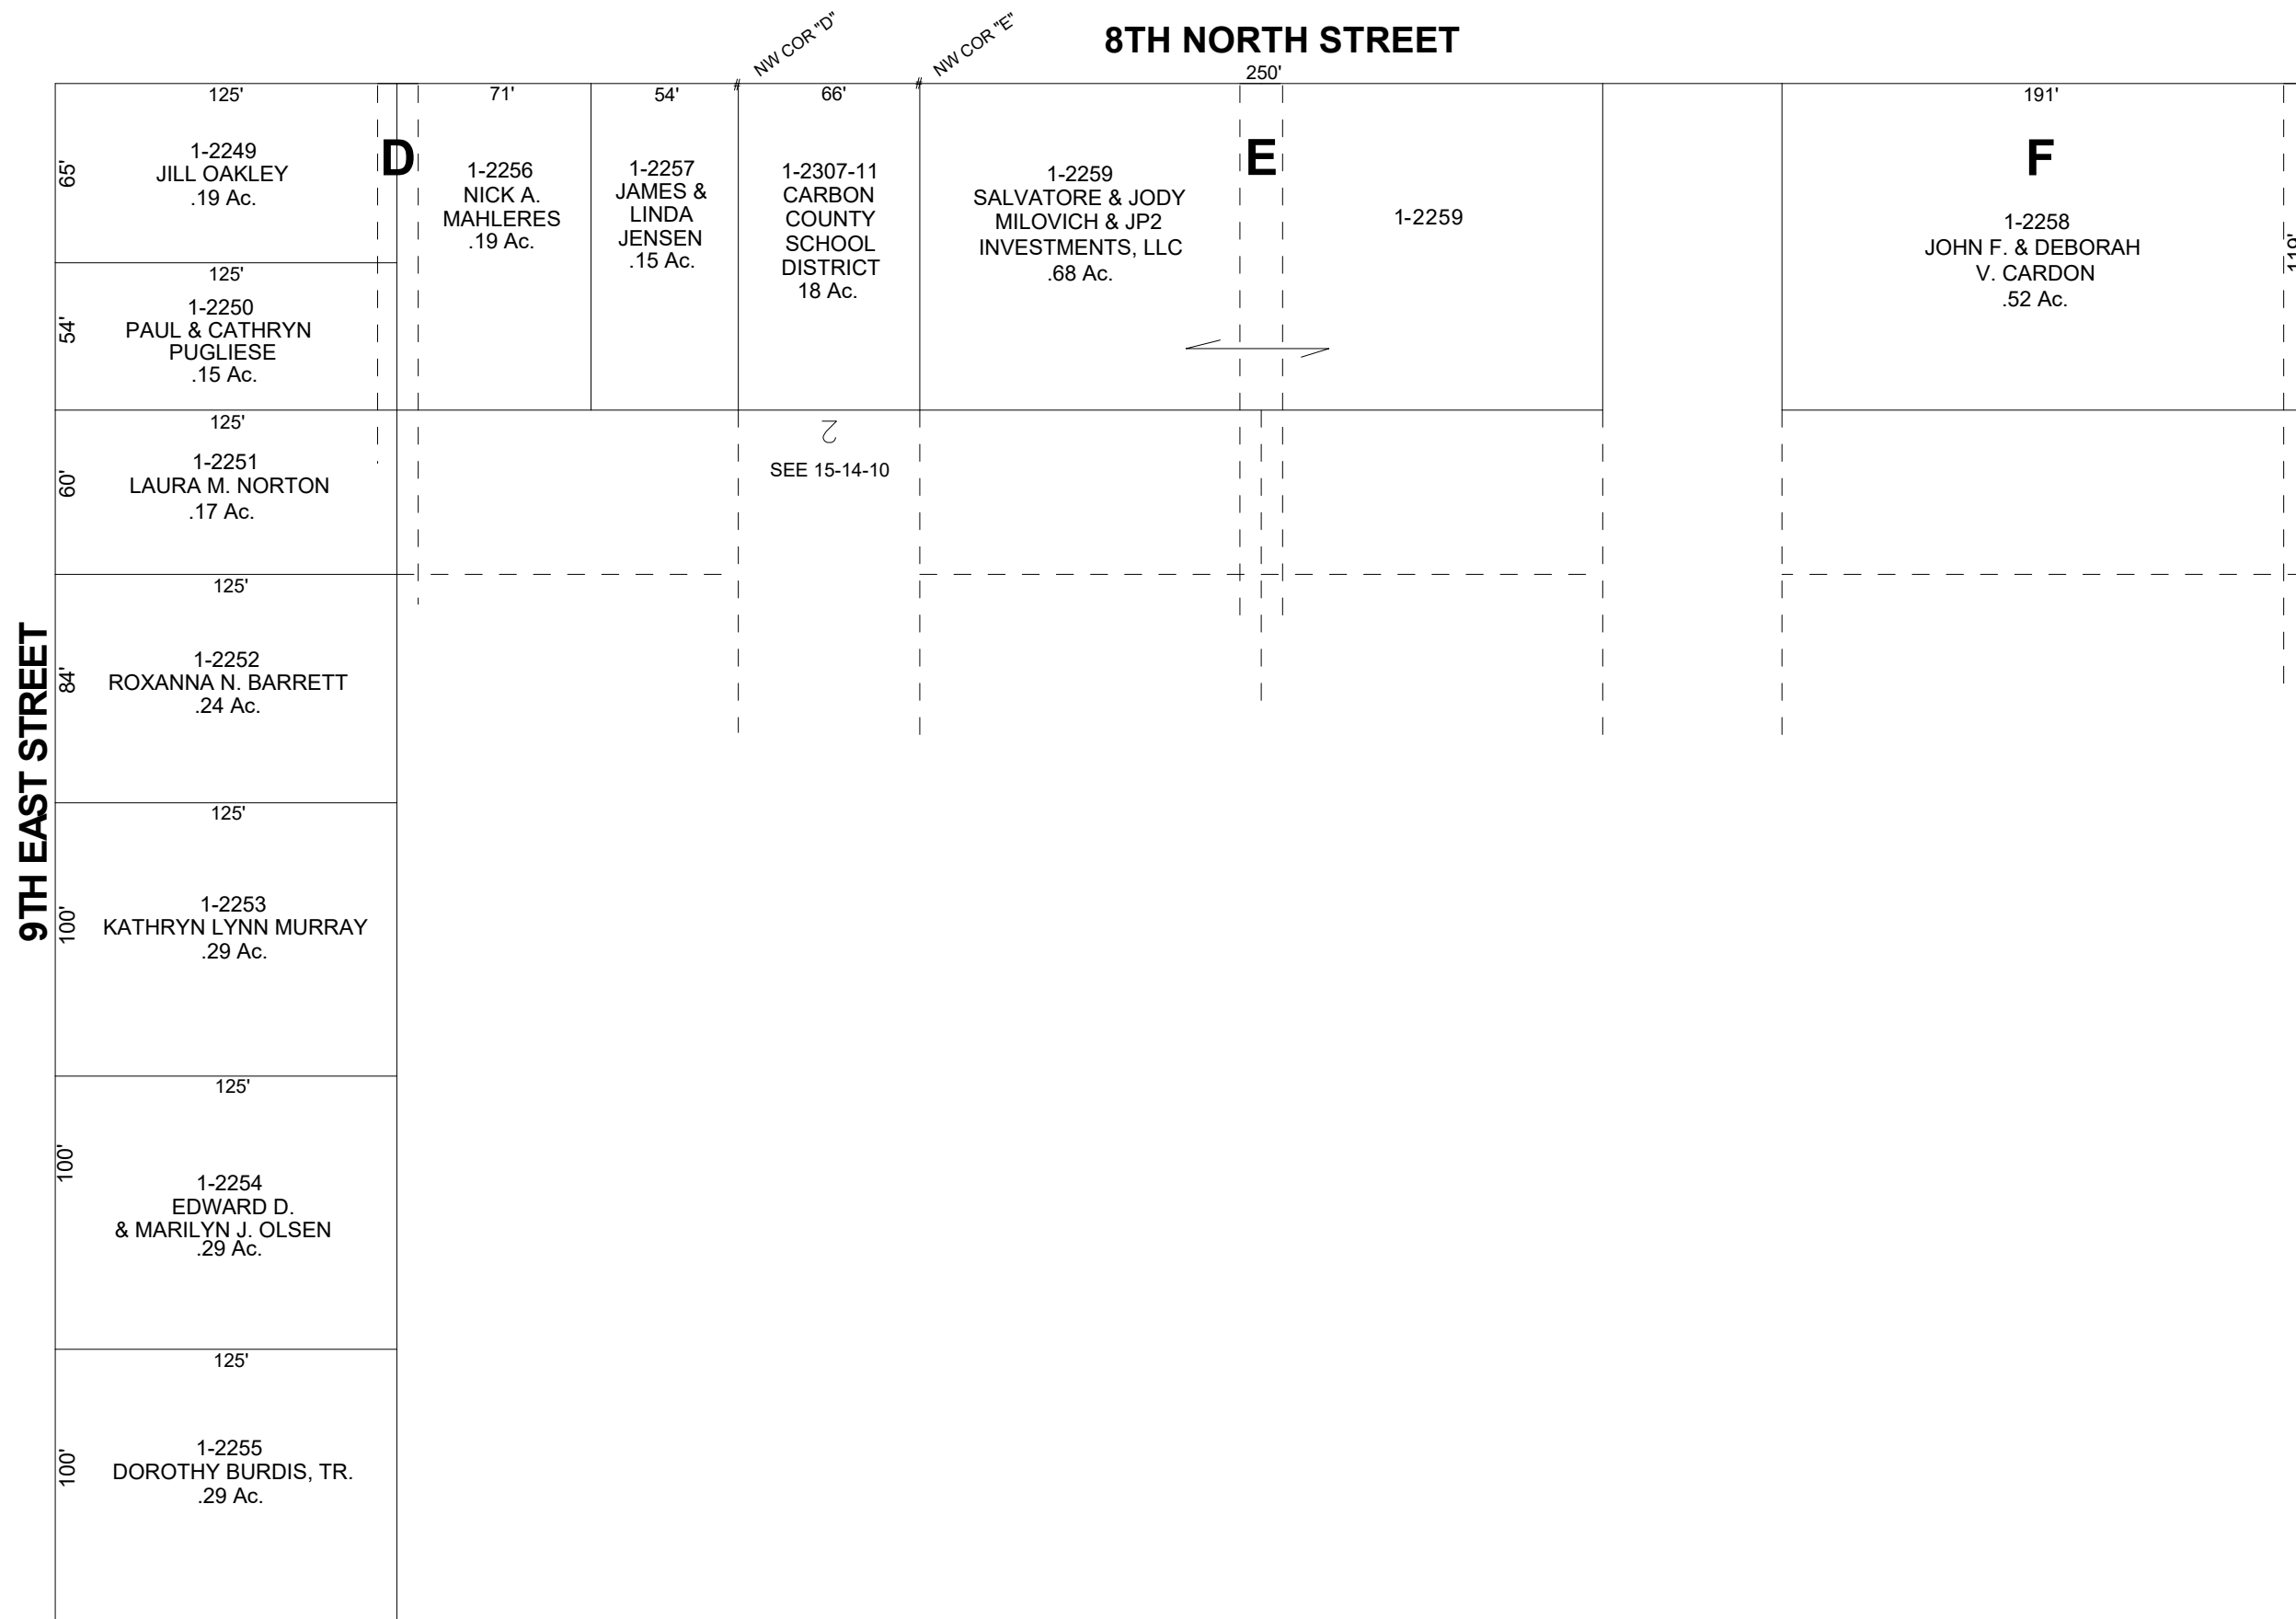 NW COR "D"
NW COR "E"
8TH NORTH STREET
250'
125'
71'
54'
66'
191'
65'
1-2249
JILL OAKLEY
.19 Ac.
D
1-2256
NICK A.
MAHLERES
.19 Ac.
1-2257
JAMES &
LINDA
JENSEN
.15 Ac.
1-2307-11
CARBON
COUNTY
SCHOOL
DISTRICT
18 Ac.
1-2259
SALVATORE & JODY
MILOVICH & JP2
INVESTMENTS, LLC
.68 Ac.
E
1-2259
F
1-2258
JOHN F. & DEBORAH
V. CARDON
.52 Ac.
119'
125'
54'
1-2250
PAUL & CATHRYN
PUGLIESE
.15 Ac.
125'
60'
1-2251
LAURA M. NORTON
.17 Ac.
SEE 15-14-10
125'
84'
1-2252
ROXANNA N. BARRETT
.24 Ac.
9TH EAST STREET
125'
100'
1-2253
KATHRYN LYNN MURRAY
.29 Ac.
125'
100'
1-2254
EDWARD D.
& MARILYN J. OLSEN
.29 Ac.
125'
100'
1-2255
DOROTHY BURDIS, TR.
.29 Ac.